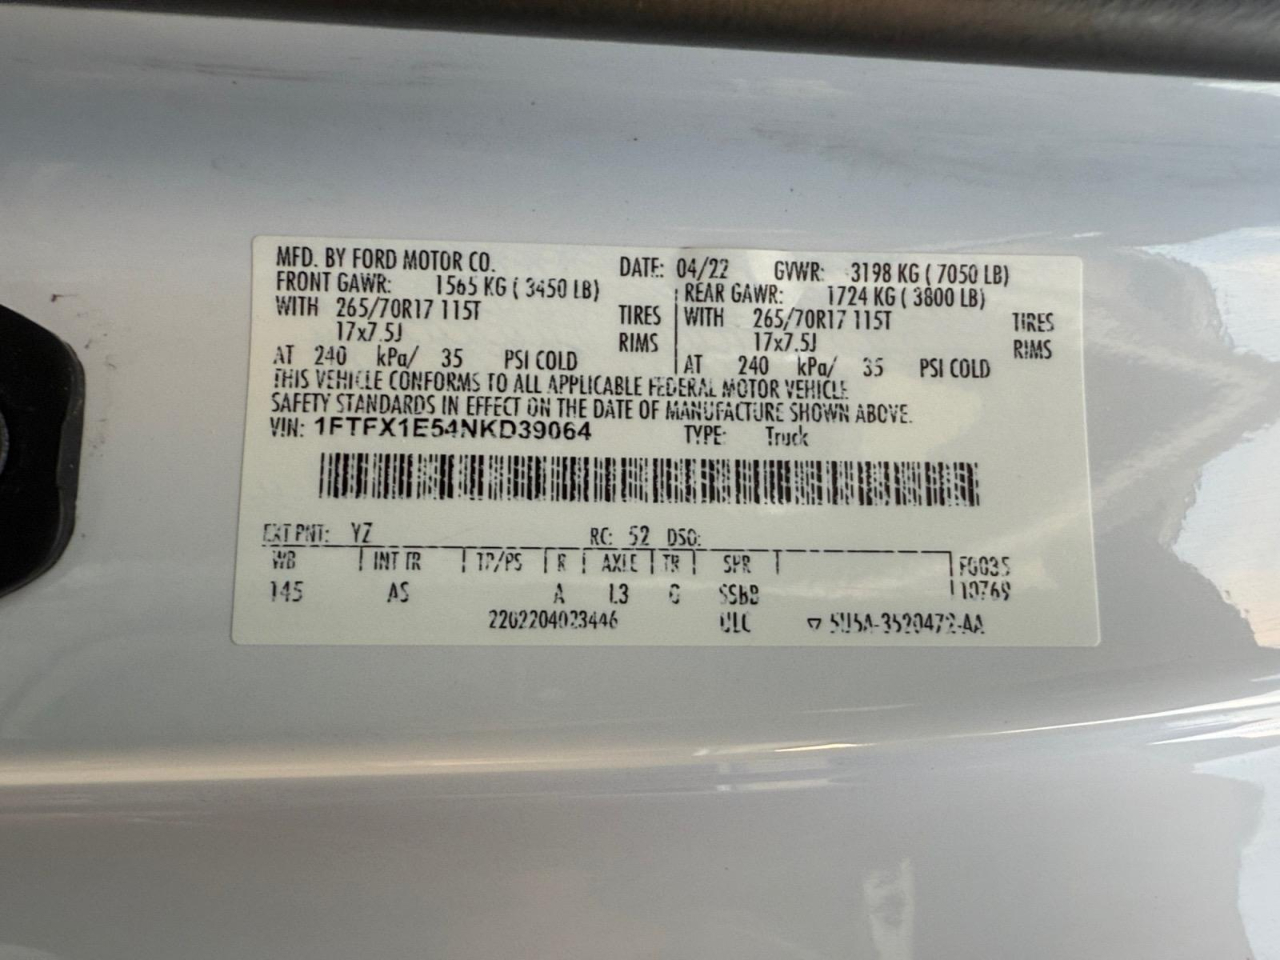 MFD. BY FORD MOTOR CO. DATE: 04/22 GVWR: 3198 KG ( 7050 LB)
FRONT GAWR: 1565 KG ( 3450 LB) REAR GAWR: 1724 KG ( 3800 LB)
WITH 265/70R17 115T TIRES WITH 265/70R17 115T TIRES
17x7.5J RIMS 17x7.5J RIMS
AT 240 kPa/ 35 PSI COLD AT 240 kPa/ 35 PSI COLD
THIS VEHICLE CONFORMS TO ALL APPLICABLE FEDERAL MOTOR VEHICLE
SAFETY STANDARDS IN EFFECT ON THE DATE OF MANUFACTURE SHOWN ABOVE.
VIN: 1FTFX1E54NKD39064 TYPE: Truck
EXT PNT: YZ RC: 52 DSO:
WB INT TR TP/PS R AXLE TR SPR F0035
145 AS A L3 10769
2202204023446 5U5A-3520472-AA